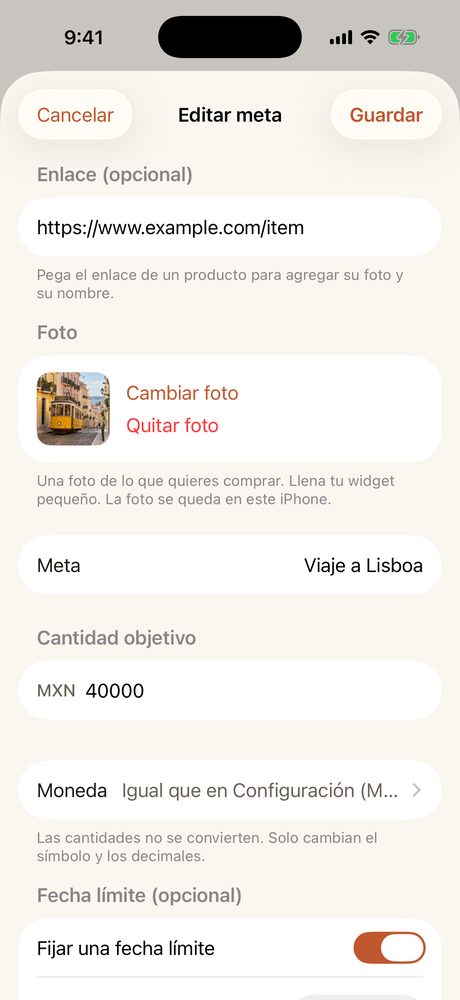 9:41
Cancelar
Editar meta
Guardar
Enlace (opcional)
https://www.example.com/item
Pega el enlace de un producto para agregar su foto y
su nombre.
Foto
Cambiar foto
Quitar foto
Una foto de lo que quieres comprar. Llena tu widget
pequeño. La foto se queda en este iPhone.
Meta
Viaje a Lisboa
Cantidad objetivo
MXN 40000
Moneda
Igual que en Configuración (M...
Las cantidades no se convierten. Solo cambian el
símbolo y los decimales.
Fecha límite (opcional)
Fijar una fecha límite